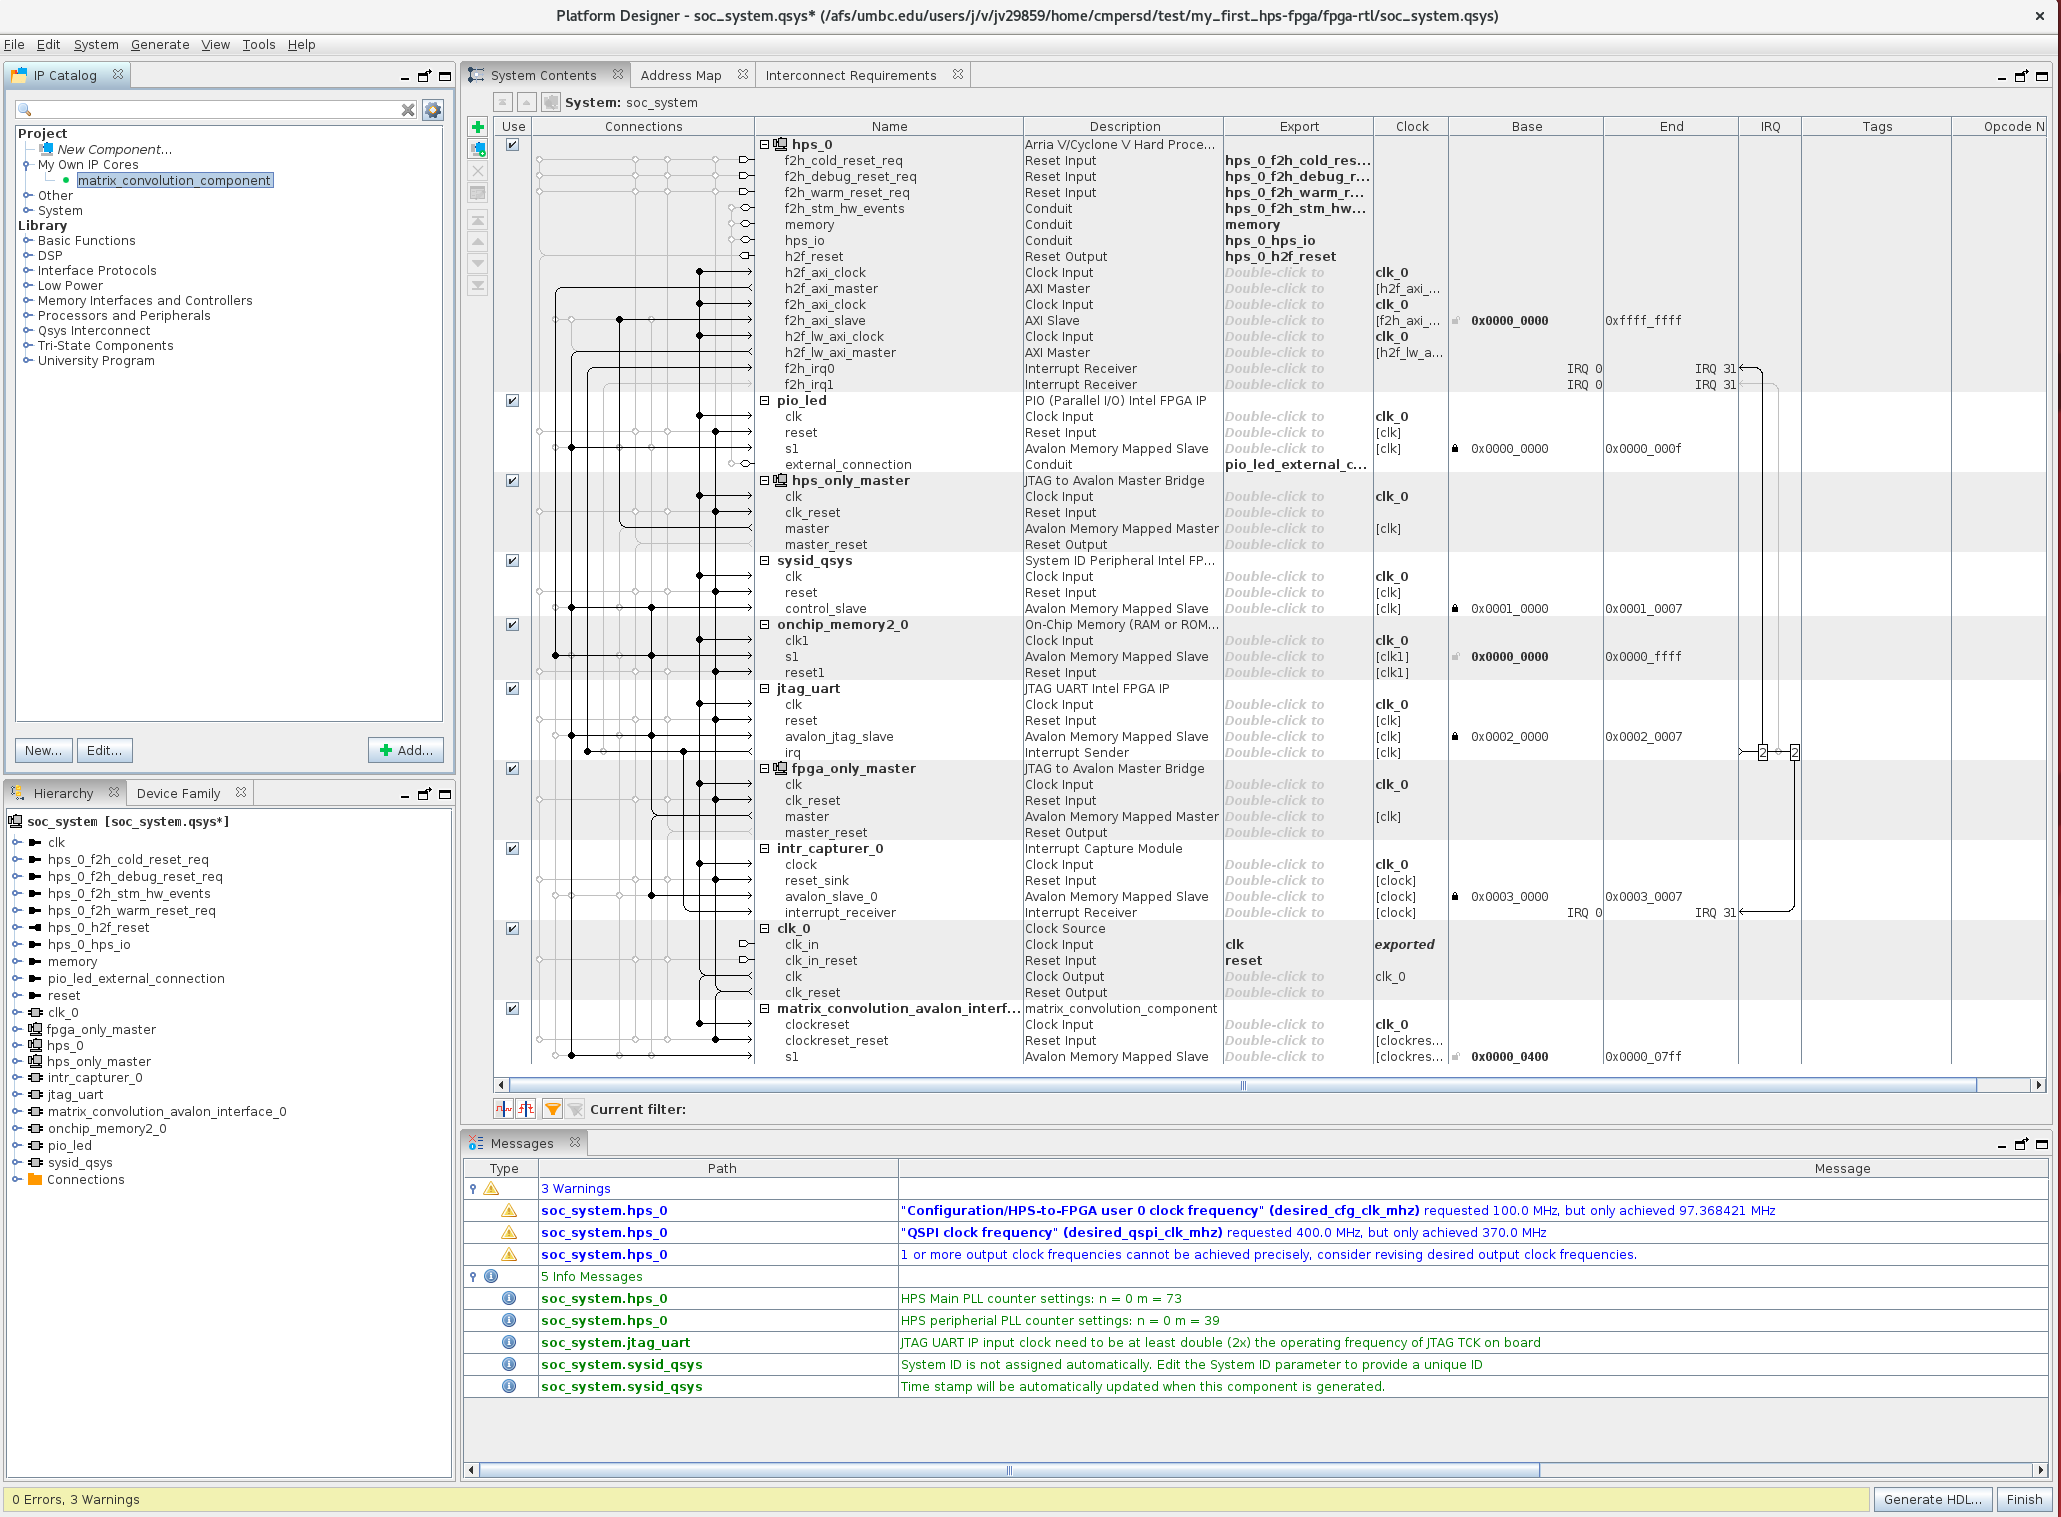 Platform Designer - soc_system.qsys* (/afs/umbc.edu/users/j/v/jv29859/home/cmpersd/test/my_first_hps-fpga/fpga-rtl/soc_system.qsys)
File Edit System Generate View Tools Help
IP Catalog
Project
New Component...
My Own IP Cores
matrix_convolution_component
Other
System
Library
Basic Functions
DSP
Interface Protocols
Low Power
Memory Interfaces and Controllers
Processors and Peripherals
Qsys Interconnect
Tri-State Components
University Program
New... Edit... Add...
Hierarchy Device Family
soc_system [soc_system.qsys*]
clk
hps_0_f2h_cold_reset_req
hps_0_f2h_debug_reset_req
hps_0_f2h_stm_hw_events
hps_0_f2h_warm_reset_req
hps_0_h2f_reset
hps_0_hps_io
memory
pio_led_external_connection
reset
clk_0
fpga_only_master
hps_0
hps_only_master
intr_capturer_0
jtag_uart
matrix_convolution_avalon_interface_0
onchip_memory2_0
pio_led
sysid_qsys
Connections
System Contents Address Map Interconnect Requirements
System: soc_system
Use Connections Name Description Export Clock Base End IRQ Tags Opcode N
hps_0 Arria V/Cyclone V Hard Proce...
f2h_cold_reset_req Reset Input hps_0_f2h_cold_res...
f2h_debug_reset_req Reset Input hps_0_f2h_debug_r...
f2h_warm_reset_req Reset Input hps_0_f2h_warm_r...
f2h_stm_hw_events Conduit hps_0_f2h_stm_hw...
memory Conduit memory
hps_io Conduit hps_0_hps_io
h2f_reset Reset Output hps_0_h2f_reset
h2f_axi_clock Clock Input Double-click to clk_0
h2f_axi_master AXI Master Double-click to [h2f_axi_...
f2h_axi_clock Clock Input Double-click to clk_0
f2h_axi_slave AXI Slave Double-click to [f2h_axi_... 0x0000_0000 0xffff_ffff
h2f_lw_axi_clock Clock Input Double-click to clk_0
h2f_lw_axi_master AXI Master Double-click to [h2f_lw_a...
f2h_irq0 Interrupt Receiver Double-click to IRQ 0 IRQ 31
f2h_irq1 Interrupt Receiver Double-click to IRQ 0 IRQ 31
pio_led PIO (Parallel I/O) Intel FPGA IP
clk Clock Input Double-click to clk_0
reset Reset Input Double-click to [clk]
s1 Avalon Memory Mapped Slave Double-click to [clk] 0x0000_0000 0x0000_000f
external_connection Conduit pio_led_external_c...
hps_only_master JTAG to Avalon Master Bridge
clk Clock Input Double-click to clk_0
clk_reset Reset Input Double-click to
master Avalon Memory Mapped Master Double-click to [clk]
master_reset Reset Output Double-click to
sysid_qsys System ID Peripheral Intel FP...
clk Clock Input Double-click to clk_0
reset Reset Input Double-click to [clk]
control_slave Avalon Memory Mapped Slave Double-click to [clk] 0x0001_0000 0x0001_0007
onchip_memory2_0 On-Chip Memory (RAM or ROM...
clk1 Clock Input Double-click to clk_0
s1 Avalon Memory Mapped Slave Double-click to [clk1] 0x0000_0000 0x0000_ffff
reset1 Reset Input Double-click to [clk1]
jtag_uart JTAG UART Intel FPGA IP
clk Clock Input Double-click to clk_0
reset Reset Input Double-click to [clk]
avalon_jtag_slave Avalon Memory Mapped Slave Double-click to [clk] 0x0002_0000 0x0002_0007
irq Interrupt Sender Double-click to [clk] 2 2
fpga_only_master JTAG to Avalon Master Bridge
clk Clock Input Double-click to clk_0
clk_reset Reset Input Double-click to
master Avalon Memory Mapped Master Double-click to [clk]
master_reset Reset Output Double-click to
intr_capturer_0 Interrupt Capture Module
clock Clock Input Double-click to clk_0
reset_sink Reset Input Double-click to [clock]
avalon_slave_0 Avalon Memory Mapped Slave Double-click to [clock] 0x0003_0000 0x0003_0007
interrupt_receiver Interrupt Receiver Double-click to [clock] IRQ 0 IRQ 31
clk_0 Clock Source
clk_in Clock Input clk exported
clk_in_reset Reset Input reset
clk Clock Output Double-click to clk_0
clk_reset Reset Output Double-click to
matrix_convolution_avalon_interf... matrix_convolution_component
clockreset Clock Input Double-click to clk_0
clockreset_reset Reset Input Double-click to [clockres...
s1 Avalon Memory Mapped Slave Double-click to [clockres... 0x0000_0400 0x0000_07ff
Current filter:
Messages
Type Path Message
3 Warnings
soc_system.hps_0 "Configuration/HPS-to-FPGA user 0 clock frequency" (desired_cfg_clk_mhz) requested 100.0 MHz, but only achieved 97.368421 MHz
soc_system.hps_0 "QSPI clock frequency" (desired_qspi_clk_mhz) requested 400.0 MHz, but only achieved 370.0 MHz
soc_system.hps_0 1 or more output clock frequencies cannot be achieved precisely, consider revising desired output clock frequencies.
5 Info Messages
soc_system.hps_0 HPS Main PLL counter settings: n = 0 m = 73
soc_system.hps_0 HPS peripherial PLL counter settings: n = 0 m = 39
soc_system.jtag_uart JTAG UART IP input clock need to be at least double (2x) the operating frequency of JTAG TCK on board
soc_system.sysid_qsys System ID is not assigned automatically. Edit the System ID parameter to provide a unique ID
soc_system.sysid_qsys Time stamp will be automatically updated when this component is generated.
0 Errors, 3 Warnings
Generate HDL... Finish